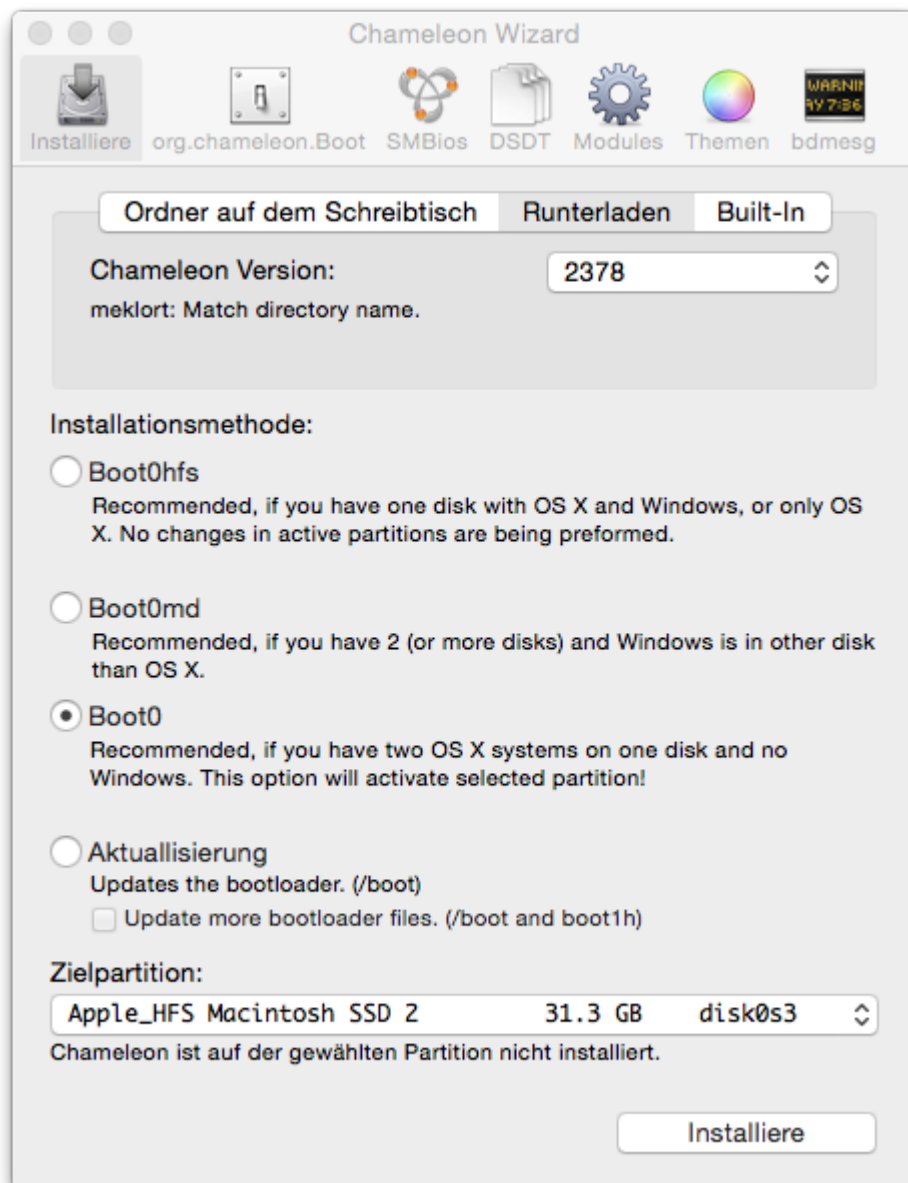 Chameleon Wizard
WARNIN
AY 7:86
Installiere org.chameleon.Boot SMBios DSDT Modules Themen bdmesg
Ordner auf dem Schreibtisch Runterladen Built-In
Chameleon Version: 2378
meklort: Match directory name.
Installationsmethode:
Boot0hfs
Recommended, if you have one disk with OS X and Windows, or only OS
X. No changes in active partitions are being preformed.
Boot0md
Recommended, if you have 2 (or more disks) and Windows is in other disk
than OS X.
Boot0
Recommended, if you have two OS X systems on one disk and no
Windows. This option will activate selected partition!
Aktuallisierung
Updates the bootloader. (/boot)
Update more bootloader files. (/boot and boot1h)
Zielpartition:
Apple_HFS Macintosh SSD 2 31.3 GB disk0s3
Chameleon ist auf der gewählten Partition nicht installiert.
Installiere